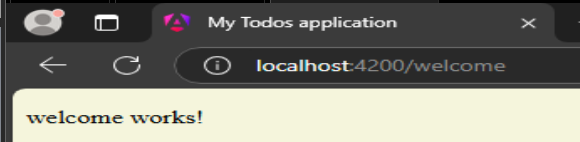 My Todos application
localhost:4200/welcome
welcome works!